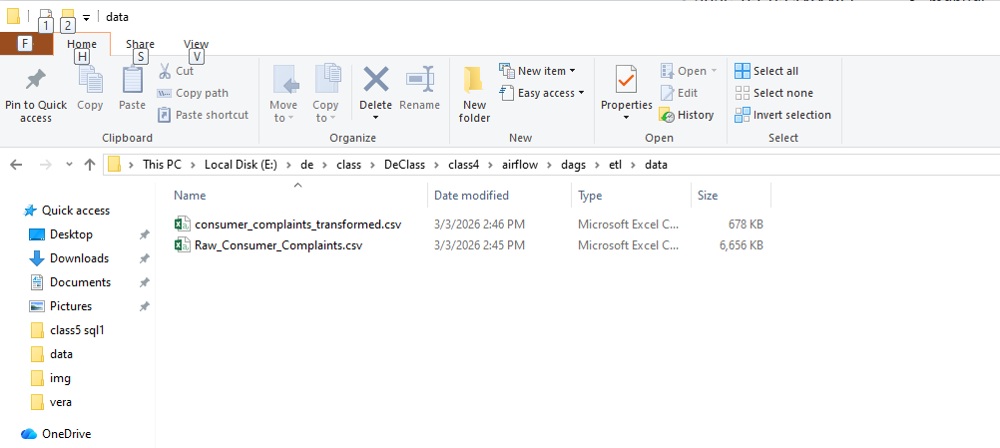 data
1 2
F Home Share View
H S V
Pin to Quick access
Copy
Paste
Cut
Copy path
Paste shortcut
Clipboard
Move to
Copy to
Delete
Rename
Organize
New folder
New item
Easy access
New
Properties
Open
Edit
History
Open
Select all
Select none
Invert selection
Select
This PC > Local Disk (E:) > de > class > DeClass > class4 > airflow > dags > etl > data
Name Date modified Type Size
consumer_complaints_transformed.csv 3/3/2026 2:46 PM Microsoft Excel C... 678 KB
Raw_Consumer_Complaints.csv 3/3/2026 2:45 PM Microsoft Excel C... 6,656 KB
Quick access
Desktop
Downloads
Documents
Pictures
class5 sql1
data
img
vera
OneDrive